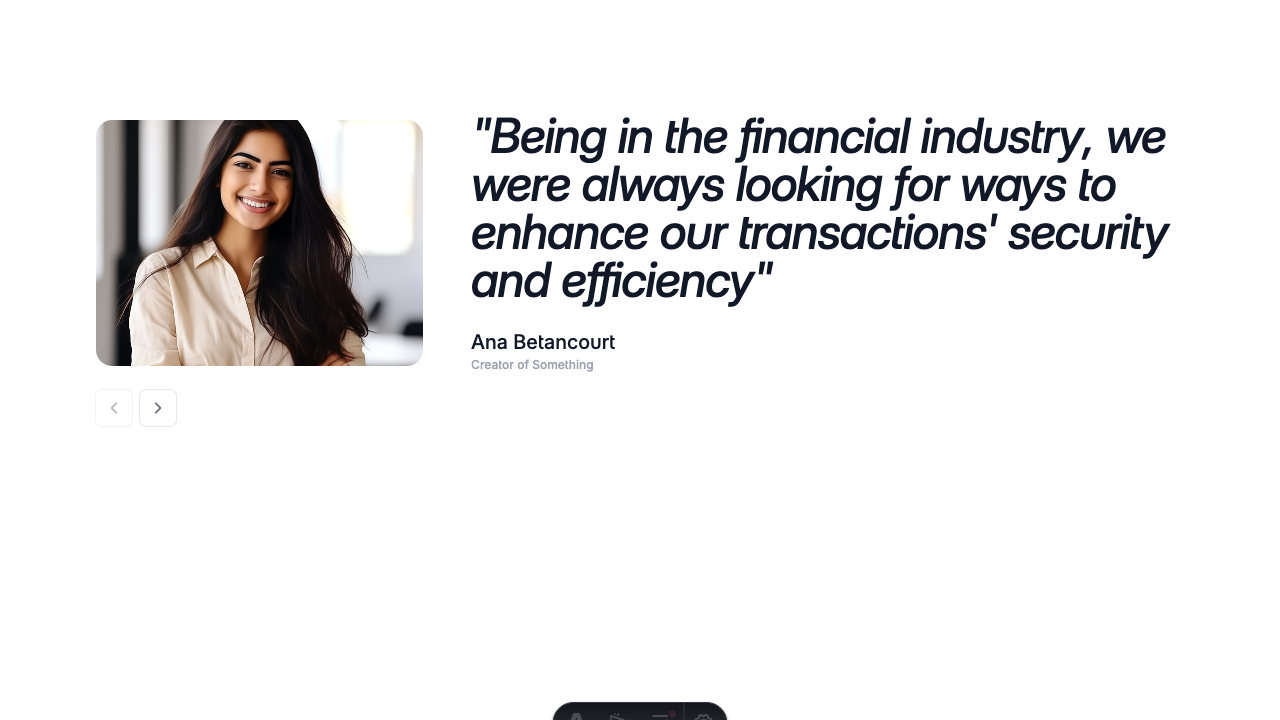 "Being in the financial industry, we
were always looking for ways to
enhance our transactions' security
and efficiency"
Ana Betancourt
Creator of Something